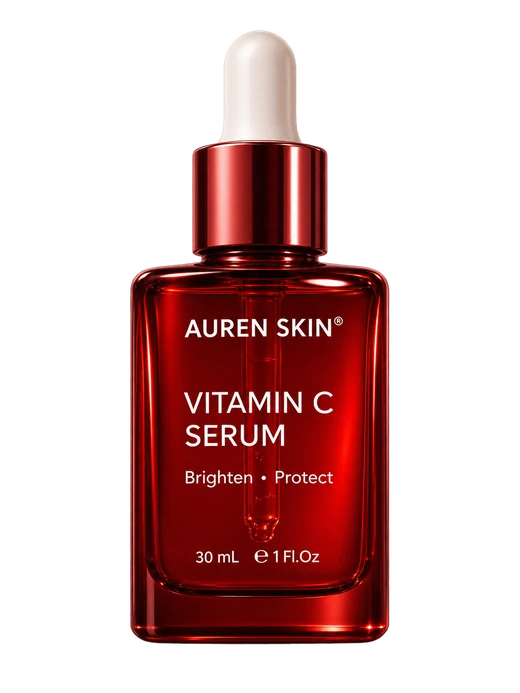 AUREN SKIN®
VITAMIN C
SERUM
Brighten • Protect
30 mL ℮ 1 Fl.Oz